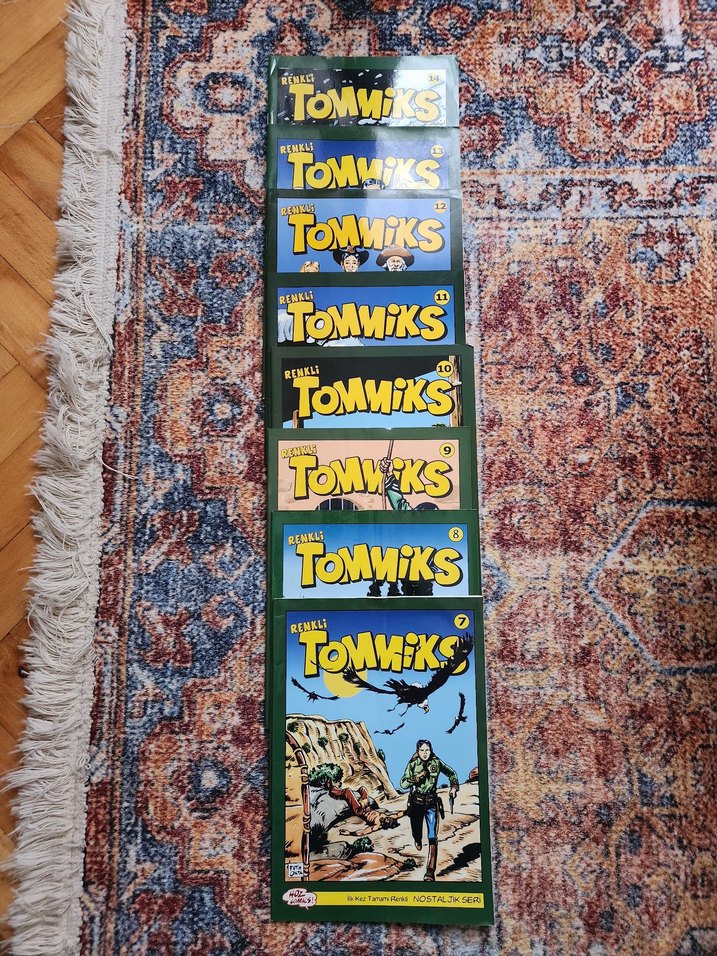 RENKLİ
14
TOMMİKS
RENKLİ
13
TOMMİKS
RENKLİ
12
TOMMİKS
RENKLİ
11
TOMMİKS
RENKLİ
10
TOMMİKS
RENKLİ
9
TOMMİKS
RENKLİ
8
TOMMİKS
RENKLİ
7
TOMMİKS
HOZ
COMICS!
İlk Kez Tamamı Renkli NOSTALJİK SERİ